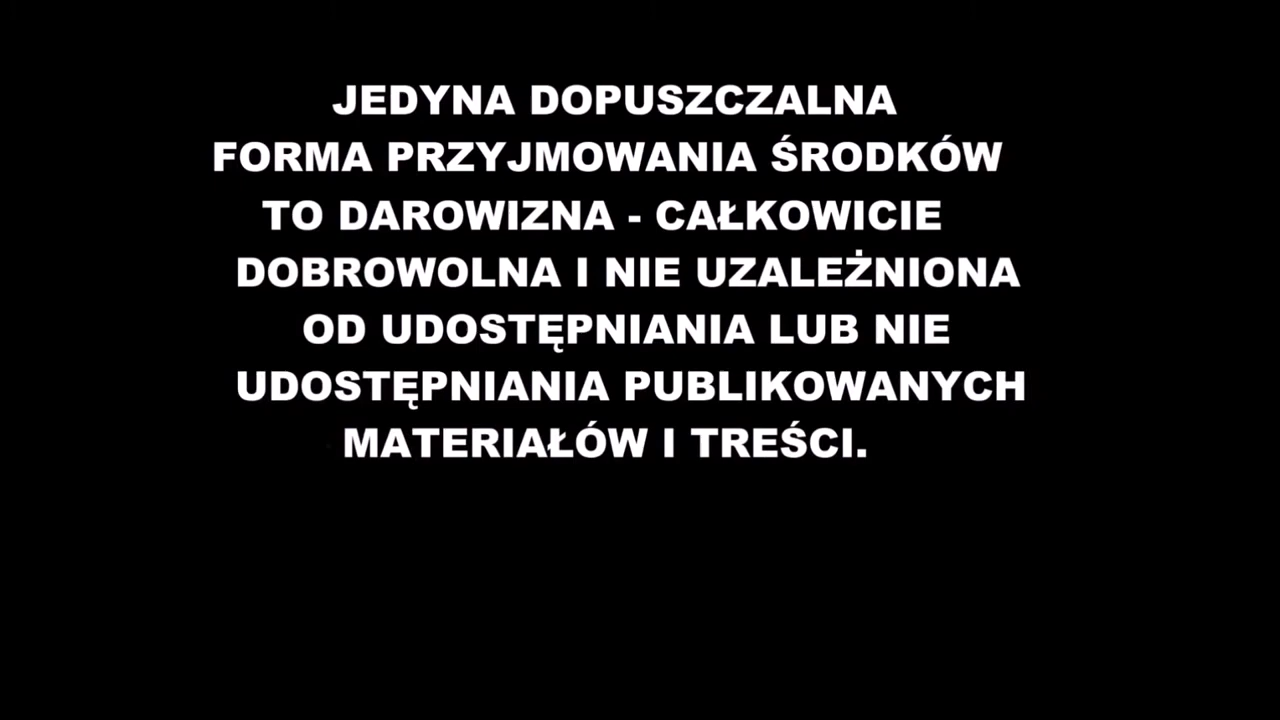 JEDYNA DOPUSZCZALNA
FORMA PRZYJMOWANIA ŚRODKÓW
TO DAROWIZNA - CAŁKOWICIE
DOBROWOLNA I NIE UZALEŻNIONA
OD UDOSTĘPNIANIA LUB NIE
UDOSTĘPNIANIA PUBLIKOWANYCH
MATERIAŁÓW I TREŚCI.